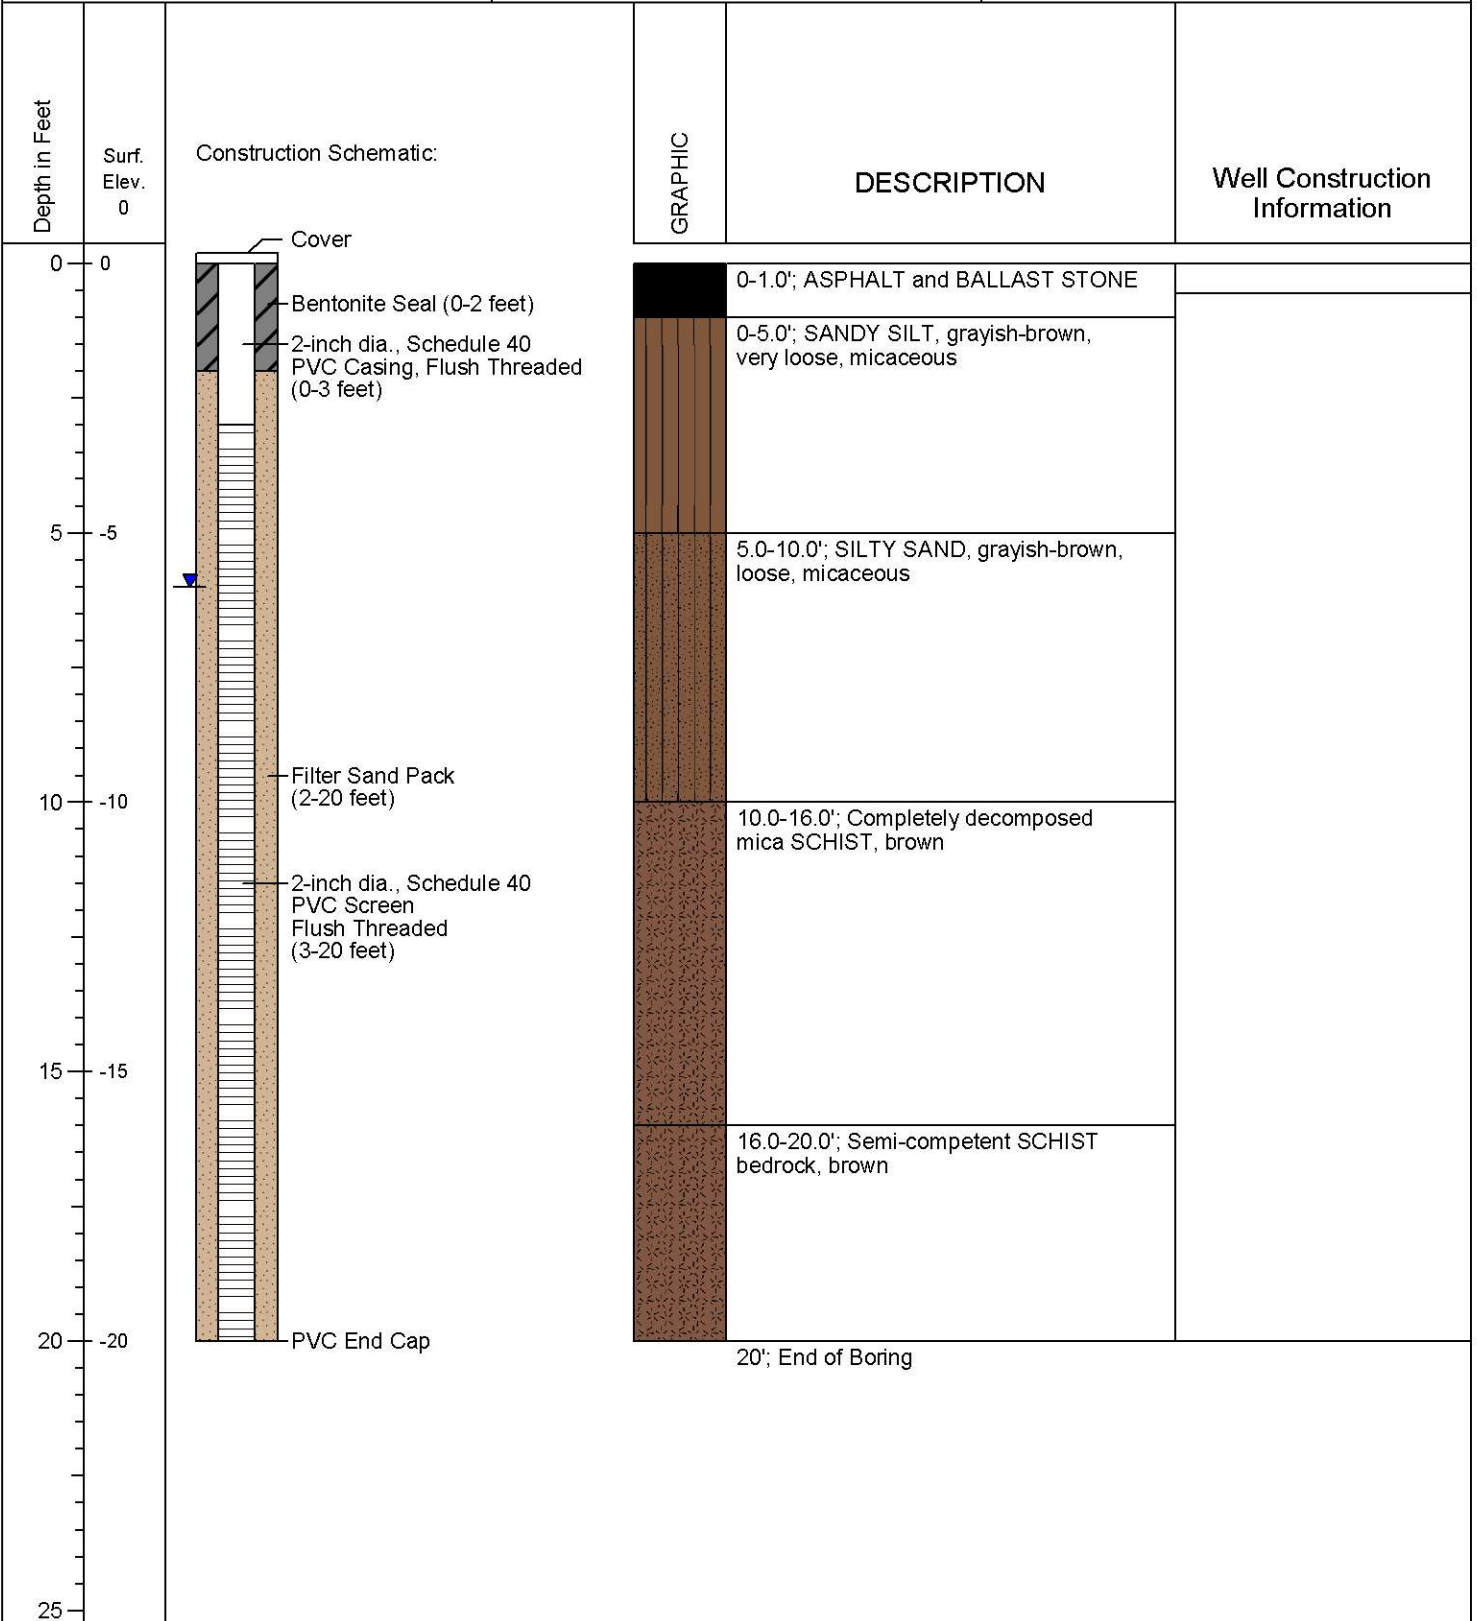 Depth in Feet
Surf.
Elev.
0
Construction Schematic:
GRAPHIC
DESCRIPTION
Well Construction
Information
Cover
0
0
Bentonite Seal (0-2 feet)
2-inch dia., Schedule 40
PVC Casing, Flush Threaded
(0-3 feet)
0-1.0'; ASPHALT and BALLAST STONE
0-5.0'; SANDY SILT, grayish-brown,
very loose, micaceous
5
-5
5.0-10.0'; SILTY SAND, grayish-brown,
loose, micaceous
Filter Sand Pack
(2-20 feet)
10
-10
10.0-16.0'; Completely decomposed
mica SCHIST, brown
2-inch dia., Schedule 40
PVC Screen
Flush Threaded
(3-20 feet)
15
-15
16.0-20.0'; Semi-competent SCHIST
bedrock, brown
20
-20
PVC End Cap
20'; End of Boring
25